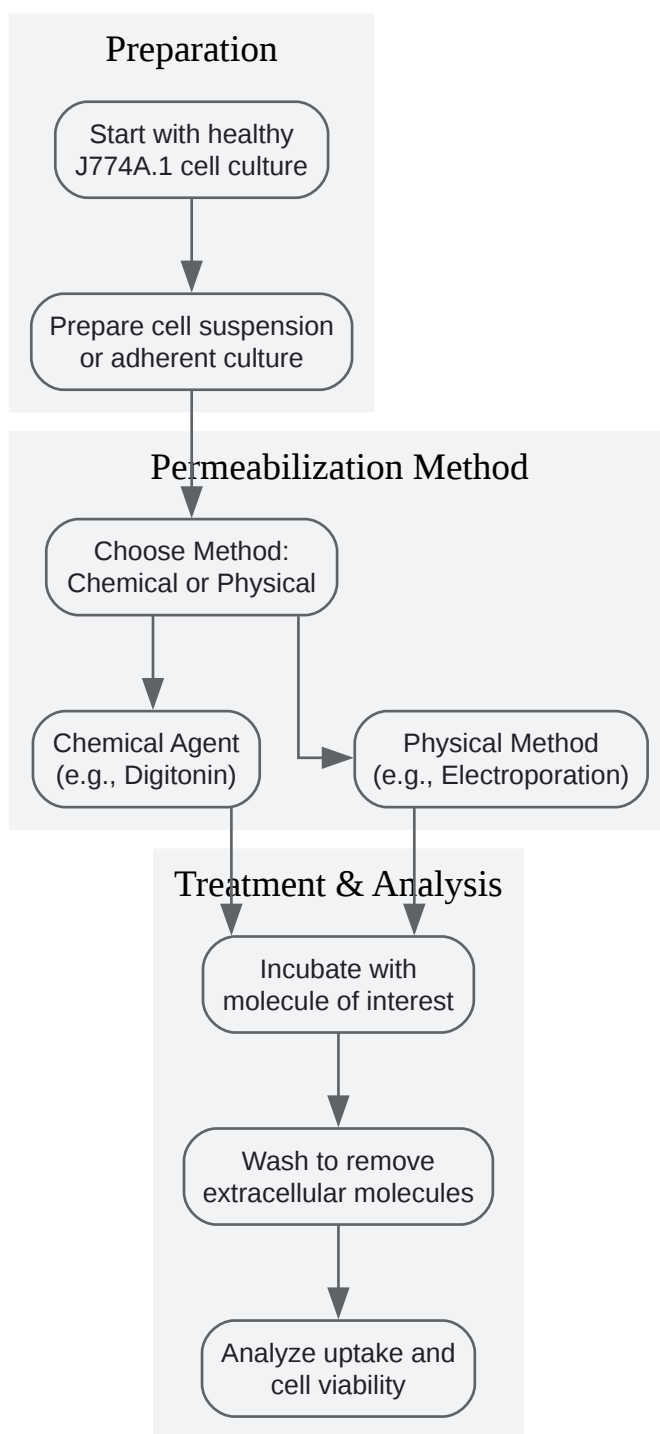 Preparation
Start with healthy
J774A.1 cell culture
Prepare cell suspension
or adherent culture
Permeabilization Method
Choose Method:
Chemical or Physical
Chemical Agent
(e.g., Digitonin)
Physical Method
(e.g., Electroporation)
Treatment & Analysis
Incubate with
molecule of interest
Wash to remove
extracellular molecules
Analyze uptake and
cell viability